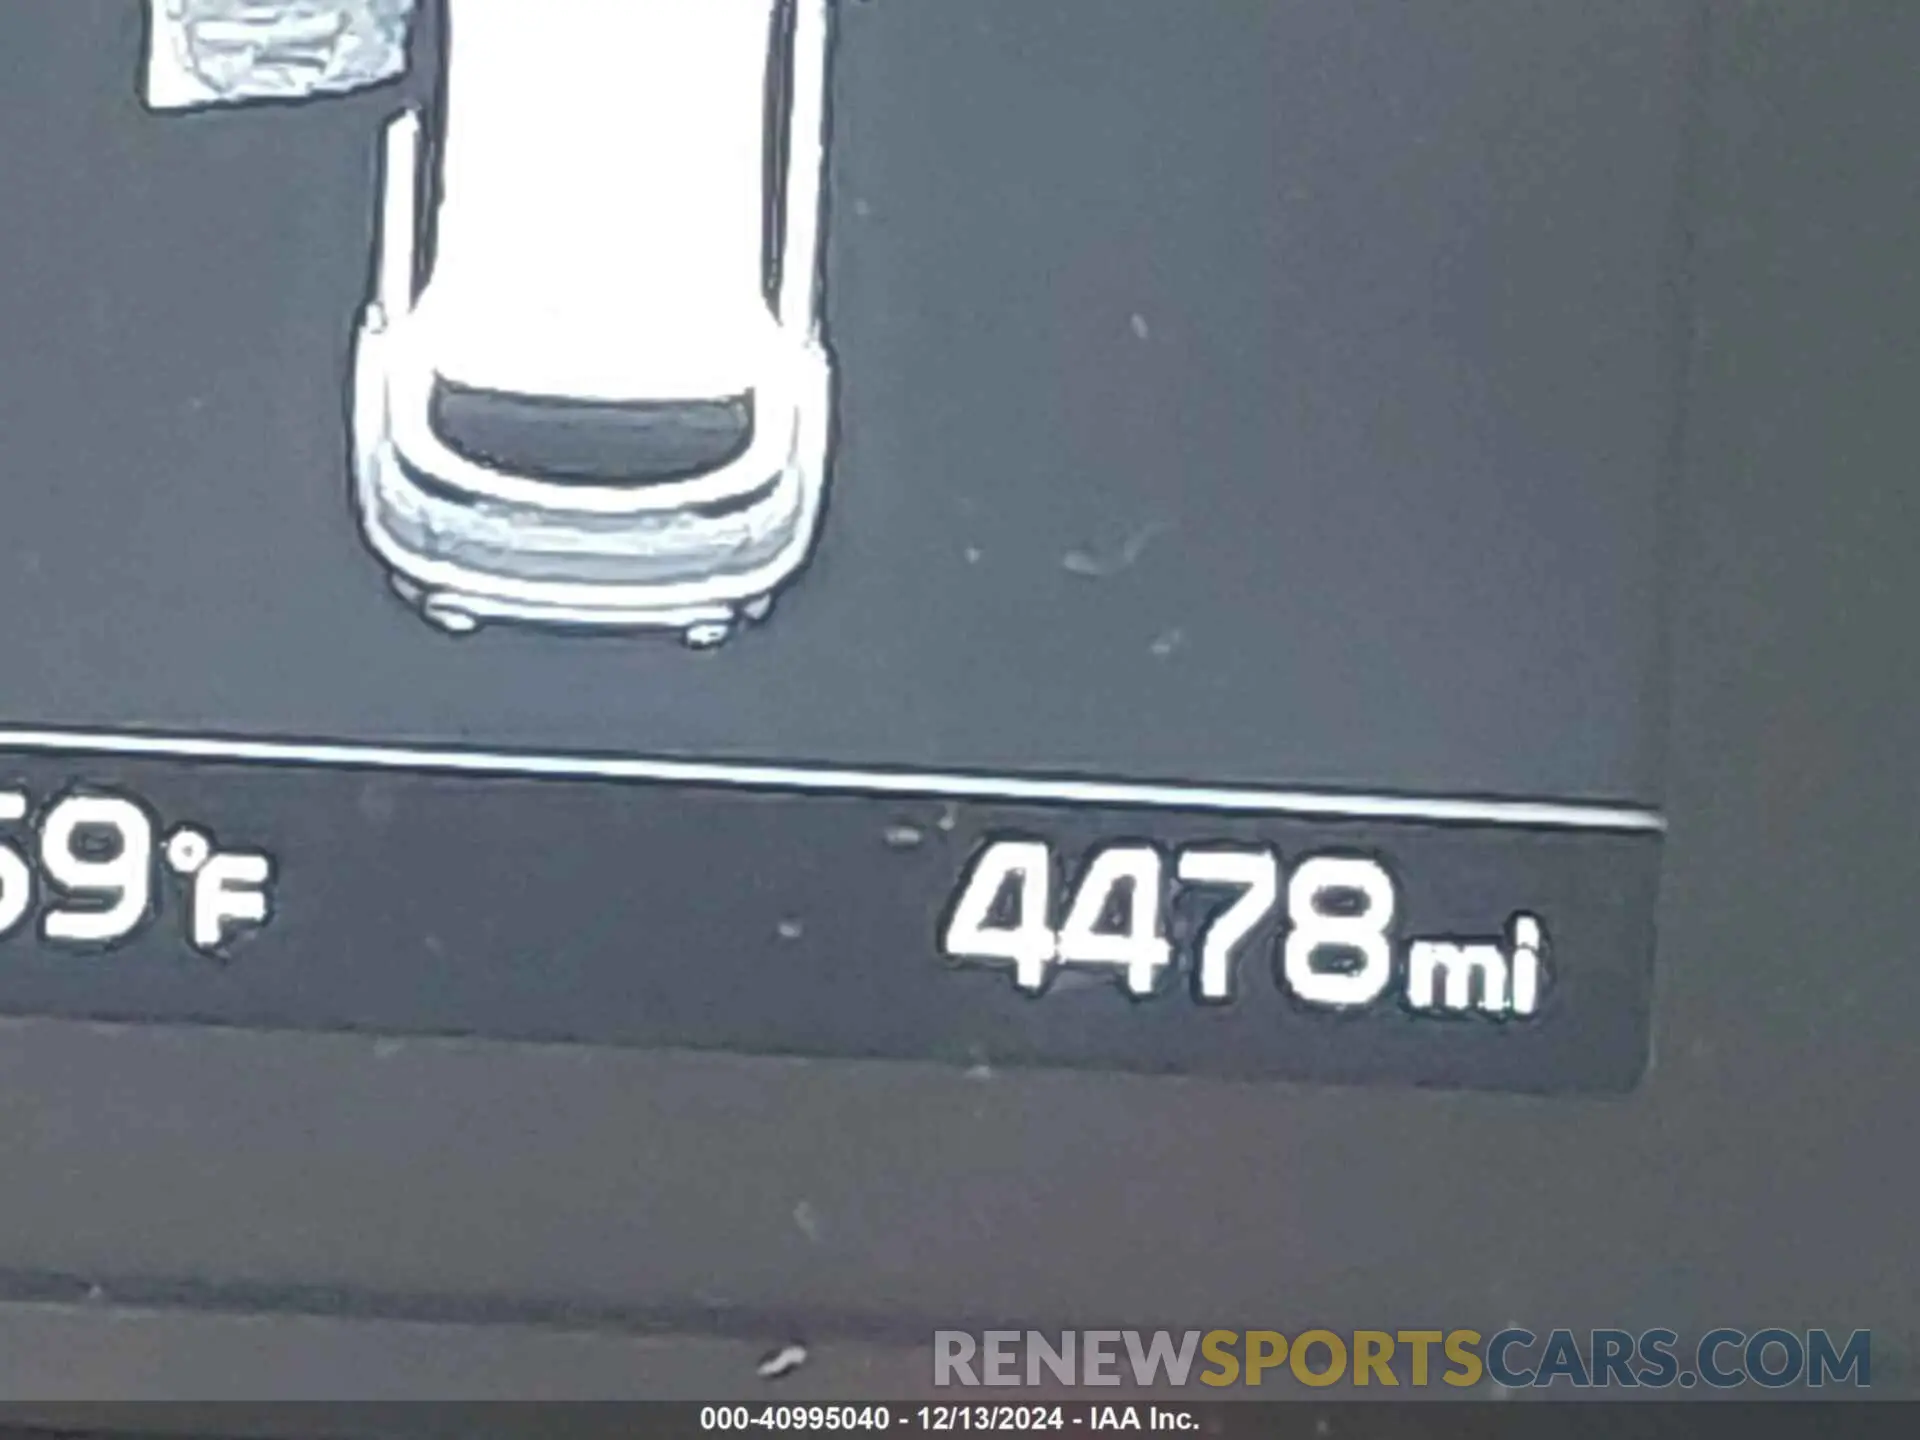 59°F
4478mi
RENEWSPORTSCARS.COM
000-40995040 - 12/13/2024 - IAA Inc.